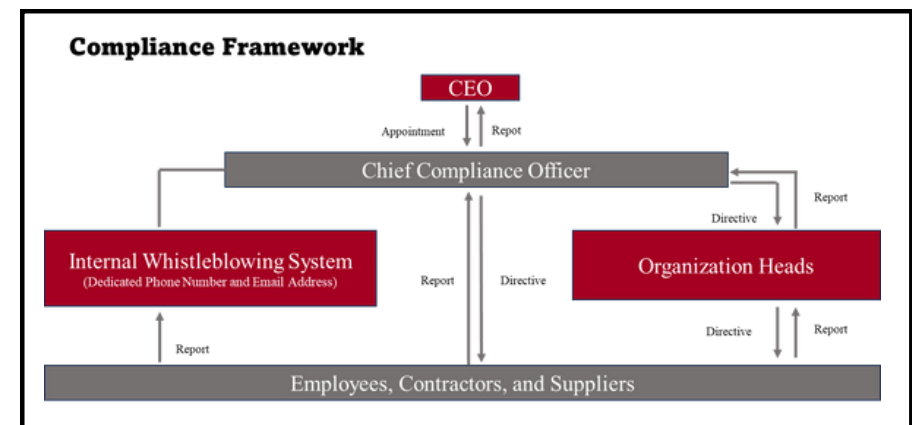 Compliance Framework
CEO
Appointment
Repot
Chief Compliance Officer
Report
Directive
Internal Whistleblowing System
(Dedicated Phone Number and Email Address)
Organization Heads
Report
Directive
Directive
Report
Report
Employees, Contractors, and Suppliers